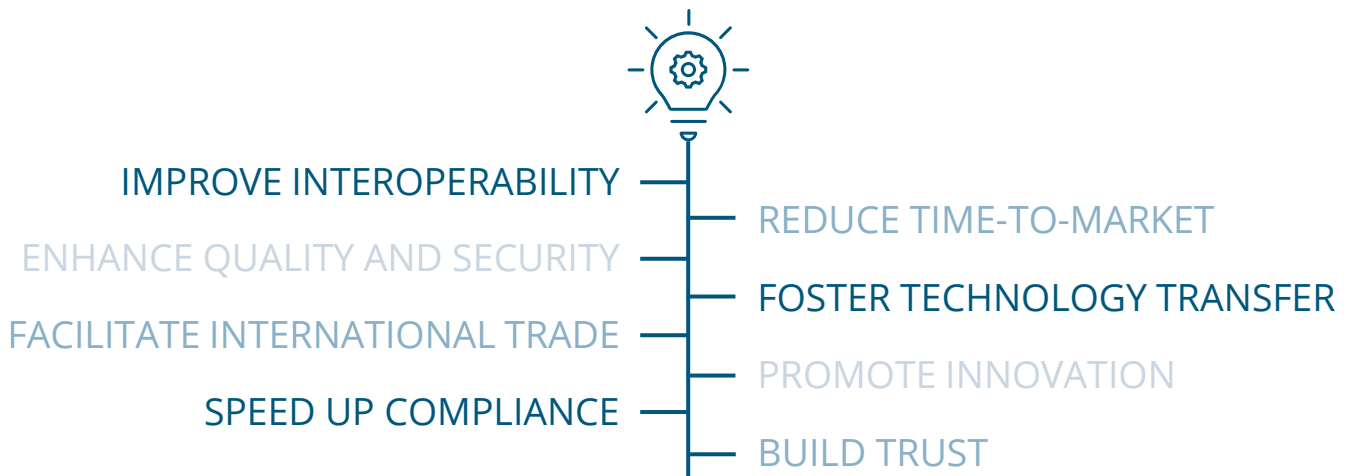 IMPROVE INTEROPERABILITY
REDUCE TIME-TO-MARKET
ENHANCE QUALITY AND SECURITY
FOSTER TECHNOLOGY TRANSFER
FACILITATE INTERNATIONAL TRADE
PROMOTE INNOVATION
SPEED UP COMPLIANCE
BUILD TRUST